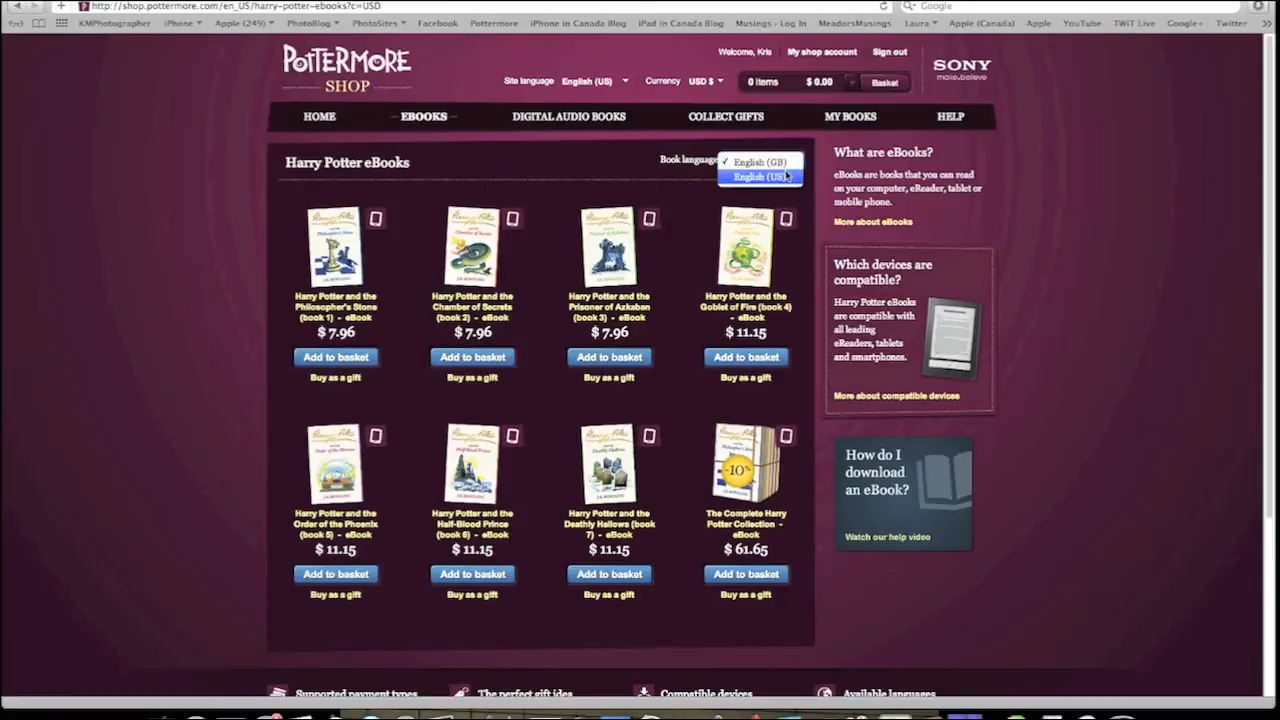 http://shop.pottermore.com/en_US/harry-potter-ebooks?c=USD
Google
KMPhotographer iPhone Apple (249) PhotoBlog PhotoSites Facebook Pottermore iPhone in Canada Blog iPad in Canada Blog Musings - Log In MeadorsMusings Laura Apple (Canada) Apple YouTube TWiT Live Google+ Twitter
POTTERMORE
SHOP
Welcome, Kris My shop account Sign out
Site language English (US) Currency USD $ 0 items $ 0.00 Basket
SONY
make.believe
HOME EBOOKS DIGITAL AUDIO BOOKS COLLECT GIFTS MY BOOKS HELP
Harry Potter eBooks
Book language
✓ English (GB)
English (US)
Harry Potter and the
Philosopher's Stone
(book 1) - eBook
$ 7.96
Add to basket
Buy as a gift
Harry Potter and the
Chamber of Secrets
(book 2) - eBook
$ 7.96
Add to basket
Buy as a gift
Harry Potter and the
Prisoner of Azkaban
(book 3) - eBook
$ 7.96
Add to basket
Buy as a gift
Harry Potter and the
Goblet of Fire (book 4)
- eBook
$ 11.15
Add to basket
Buy as a gift
Harry Potter and the
Order of the Phoenix
(book 5) - eBook
$ 11.15
Add to basket
Buy as a gift
Harry Potter and the
Half-Blood Prince
(book 6) - eBook
$ 11.15
Add to basket
Buy as a gift
Harry Potter and the
Deathly Hallows (book
7) - eBook
$ 11.15
Add to basket
Buy as a gift
-10%
The Complete Harry
Potter Collection -
eBook
$ 61.65
Add to basket
Buy as a gift
What are eBooks?
eBooks are books that you can read
on your computer, eReader, tablet or
mobile phone.
More about eBooks
Which devices are
compatible?
Harry Potter eBooks
are compatible with
all leading
eReaders, tablets
and smartphones.
More about compatible devices
How do I
download
an eBook?
Watch our help video
Supported payment types The perfect gift idea Compatible devices Available languages